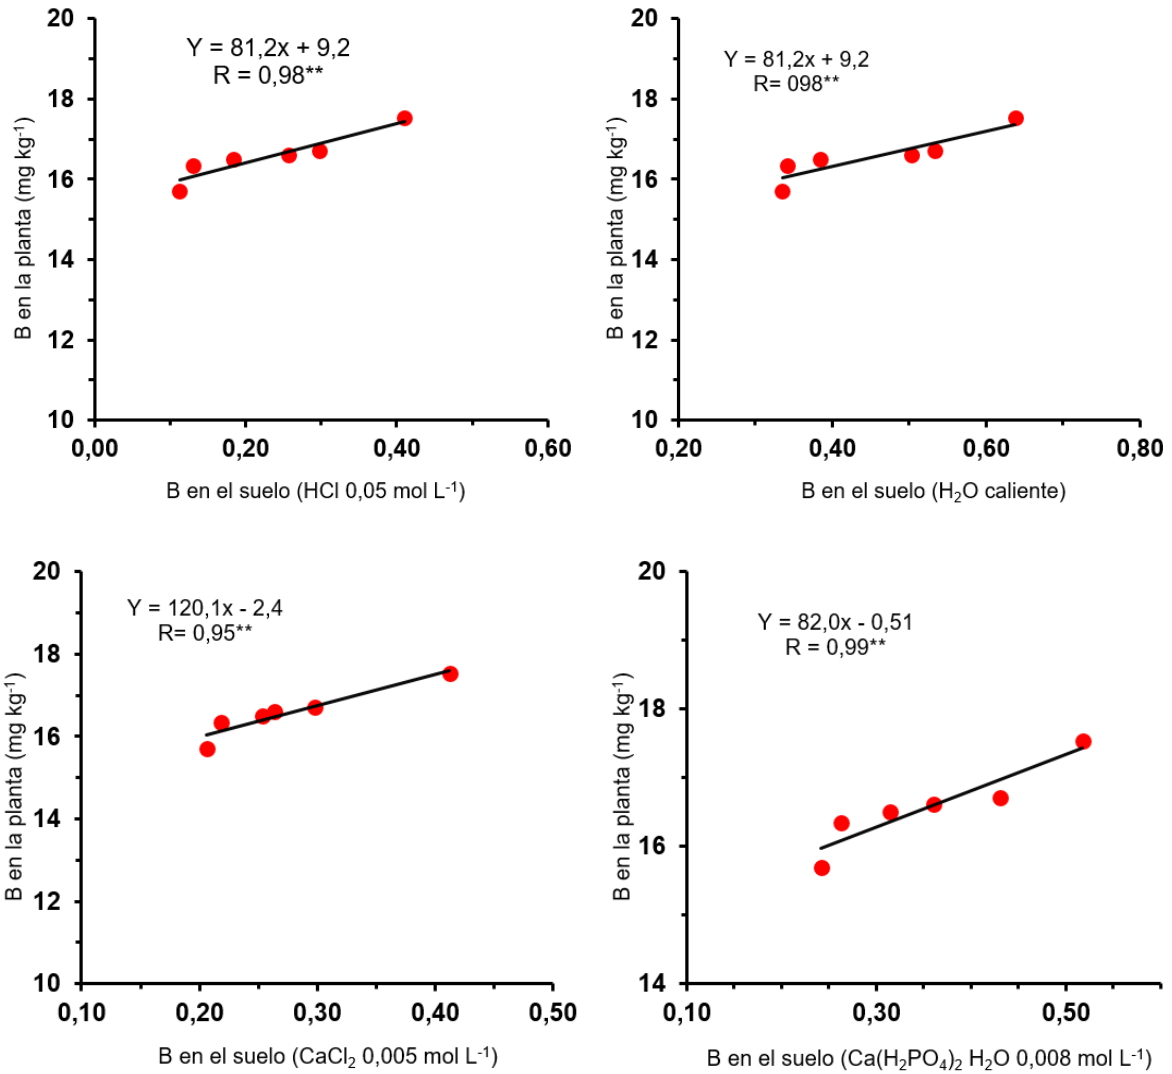 20
18
16
14
12
10
B en la planta (mg kg⁻¹)
Y = 81,2x + 9,2
R = 0,98**
0,00 0,20 0,40 0,60
B en el suelo (HCl 0,05 mol L⁻¹)
20
18
16
14
12
10
B en la planta (mg kg⁻¹)
Y = 81,2x + 9,2
R= 098**
0,20 0,40 0,60 0,80
B en el suelo (H₂O caliente)
20
18
16
14
12
10
B en la planta (mg kg⁻¹)
Y = 120,1x - 2,4
R= 0,95**
0,10 0,20 0,30 0,40 0,50
B en el suelo (CaCl₂ 0,005 mol L⁻¹)
20
18
16
14
B en la planta (mg kg⁻¹)
Y = 82,0x - 0,51
R = 0,99**
0,10 0,30 0,50
B en el suelo (Ca(H₂PO₄)₂ H₂O 0,008 mol L⁻¹)